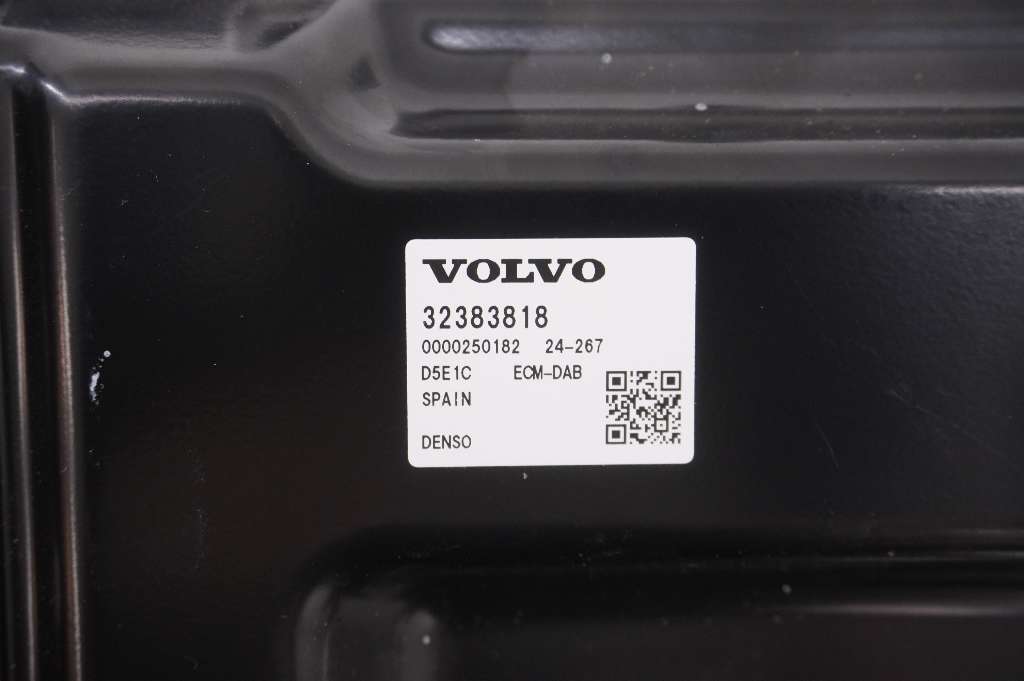 VOLVO
32383818
0000250182 24-267
D5E1C ECM-DAB
SPAIN
DENSO